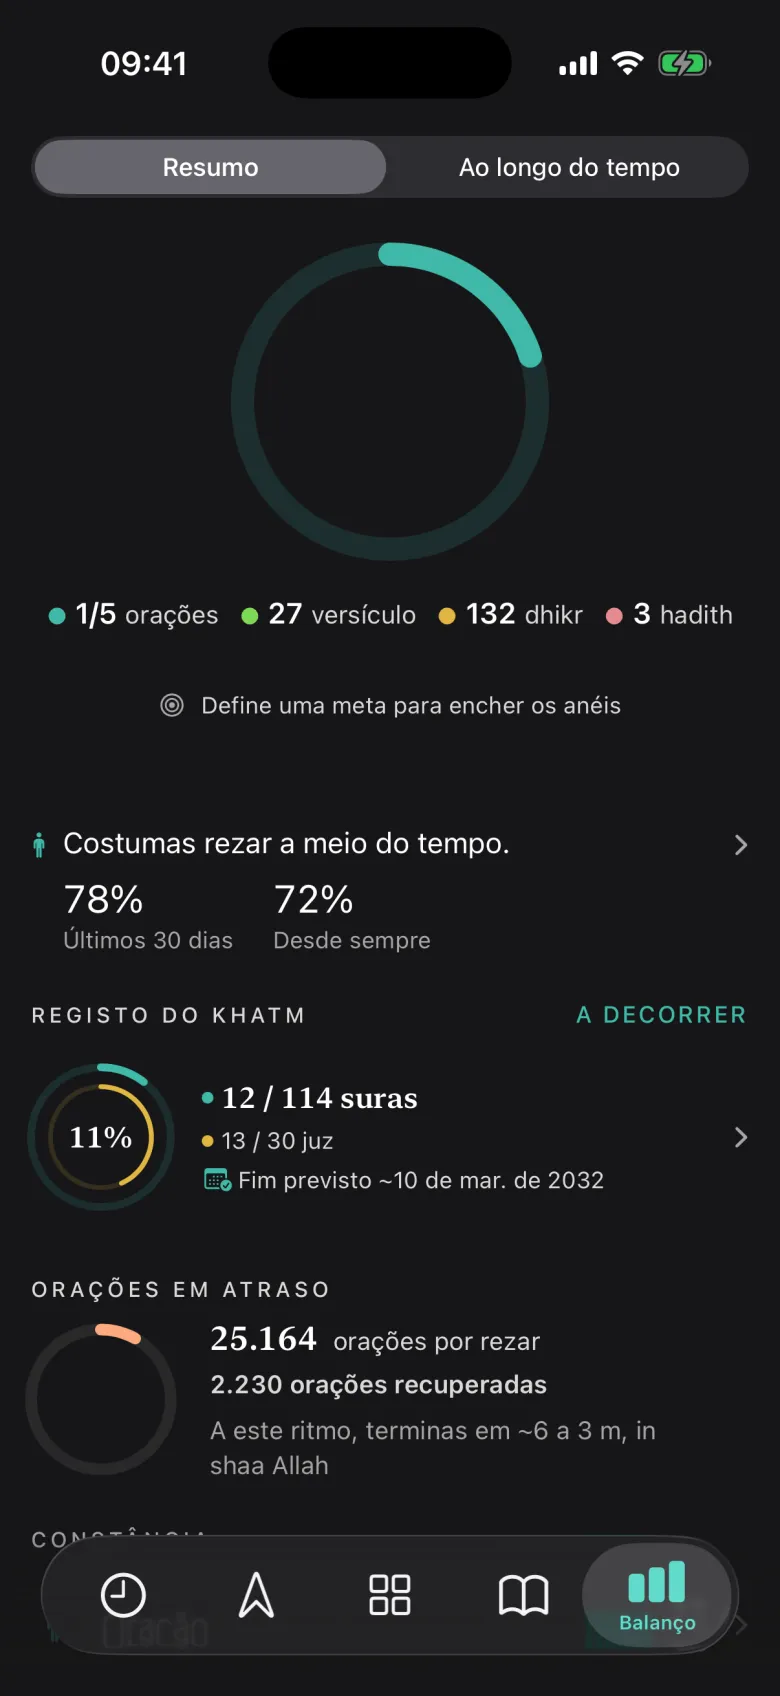 09:41
Resumo
Ao longo do tempo
1/5 orações 27 versículo 132 dhikr 3 hadith
Define uma meta para encher os anéis
Costumas rezar a meio do tempo.
78% 72%
Últimos 30 dias Desde sempre
REGISTO DO KHATM A DECORRER
11%
12 / 114 suras
13 / 30 juz
Fim previsto ~10 de mar. de 2032
ORAÇÕES EM ATRASO
25.164 orações por rezar
2.230 orações recuperadas
A este ritmo, terminas em ~6 a 3 m, in
shaa Allah
CONSTÂNCIA
Oração
Balanço